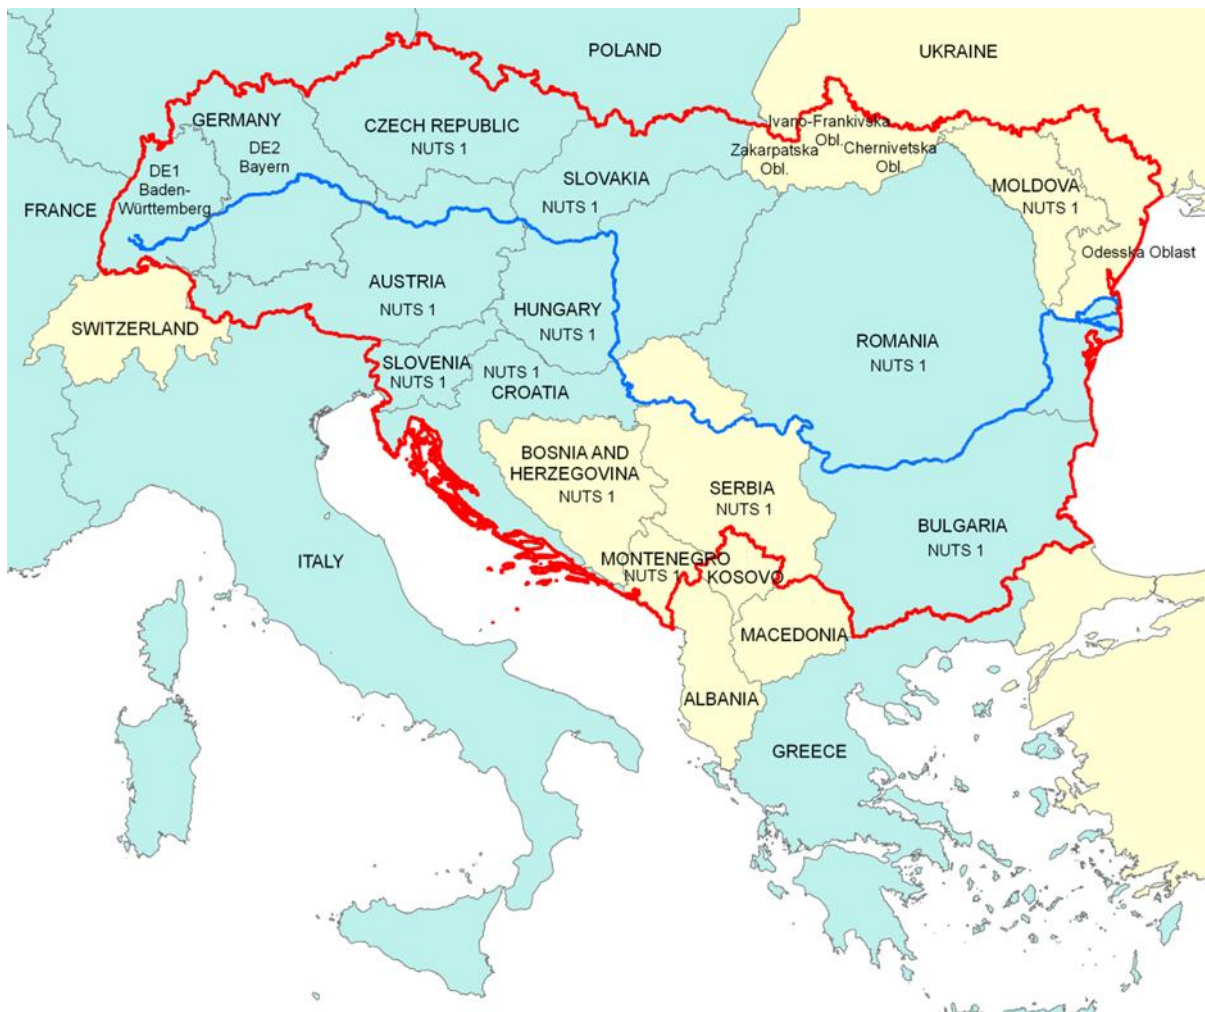 POLAND
UKRAINE
GERMANY
CZECH REPUBLIC
NUTS 1
Ivano-Frankivska
Obl.
Zakarpatska
Obl.
Chernivetska
Obl.
DE2
Bayern
DE1
Baden-
Württemberg
SLOVAKIA
NUTS 1
MOLDOVA
NUTS 1
FRANCE
Odesska Oblast
AUSTRIA
NUTS 1
HUNGARY
NUTS 1
SWITZERLAND
ROMANIA
NUTS 1
SLOVENIA
NUTS 1
NUTS 1
CROATIA
BOSNIA AND
HERZEGOVINA
NUTS 1
SERBIA
NUTS 1
BULGARIA
NUTS 1
ITALY
MONTENEGRO
NUTS 1
KOSOVO
MACEDONIA
ALBANIA
GREECE